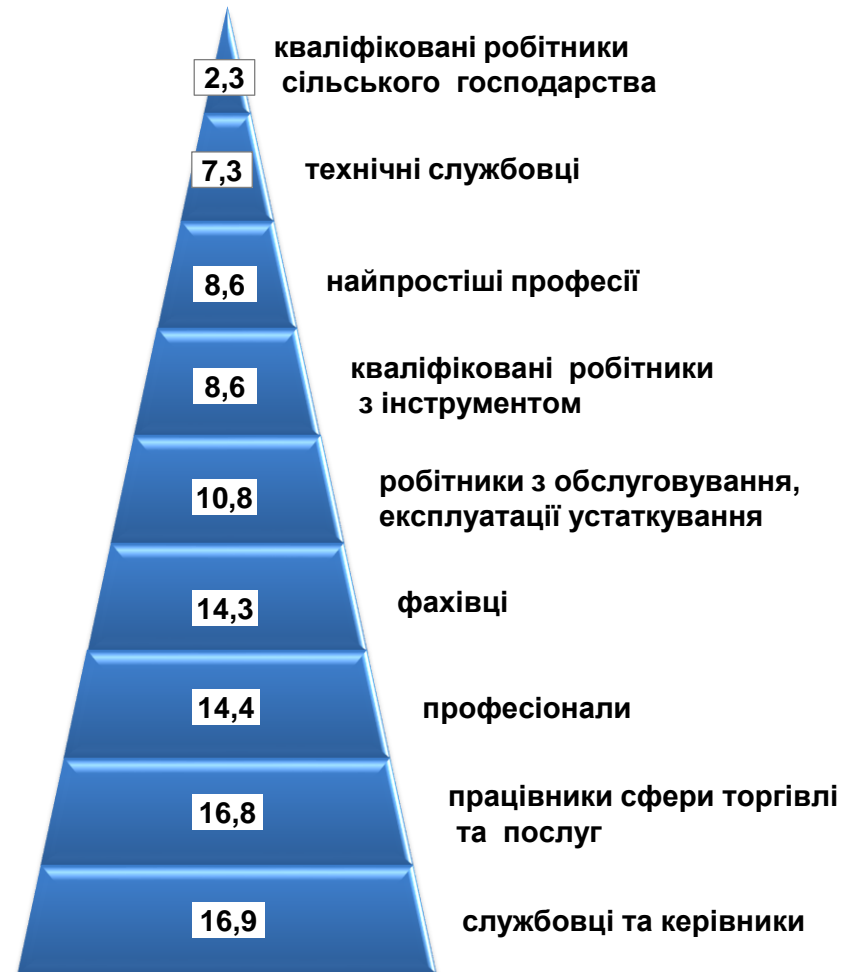 кваліфіковані робітники
2,3
сільського господарства
7,3
технічні службовці
8,6
найпростіші професії
8,6
кваліфіковані робітники
з інструментом
10,8
робітники з обслуговування,
експлуатації устаткування
14,3
фахівці
14,4
професіонали
16,8
працівники сфери торгівлі
та послуг
16,9
службовці та керівники